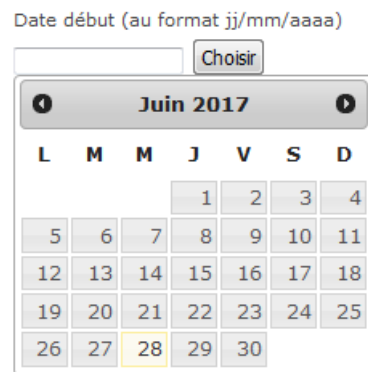 Date début (au format jj/mm/aaaa)
Choisir
Juin 2017
L M M J V S D
1 2 3 4
5 6 7 8 9 10 11
12 13 14 15 16 17 18
19 20 21 22 23 24 25
26 27 28 29 30